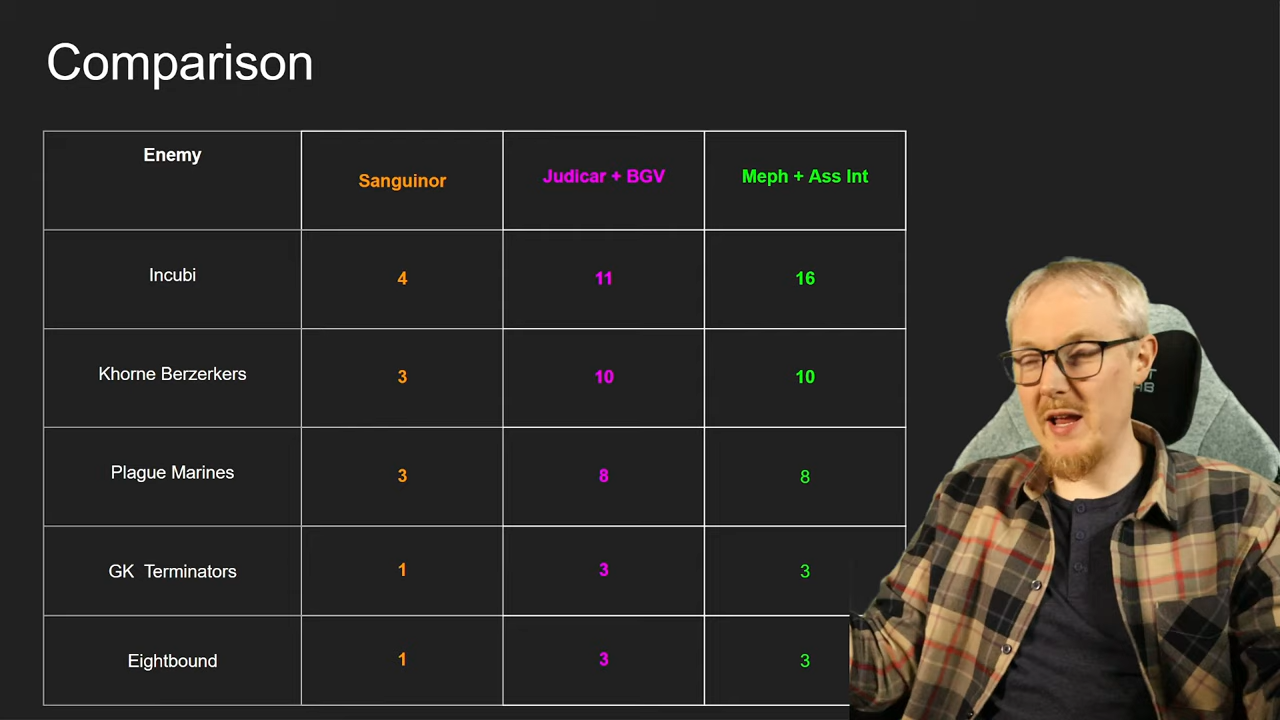 Comparison
Enemy
Sanguinor
Judicar + BGV
Meph + Ass Int
Incubi
4
11
16
Khorne Berzerkers
3
10
10
Plague Marines
3
8
8
GK Terminators
1
3
3
Eightbound
1
3
3